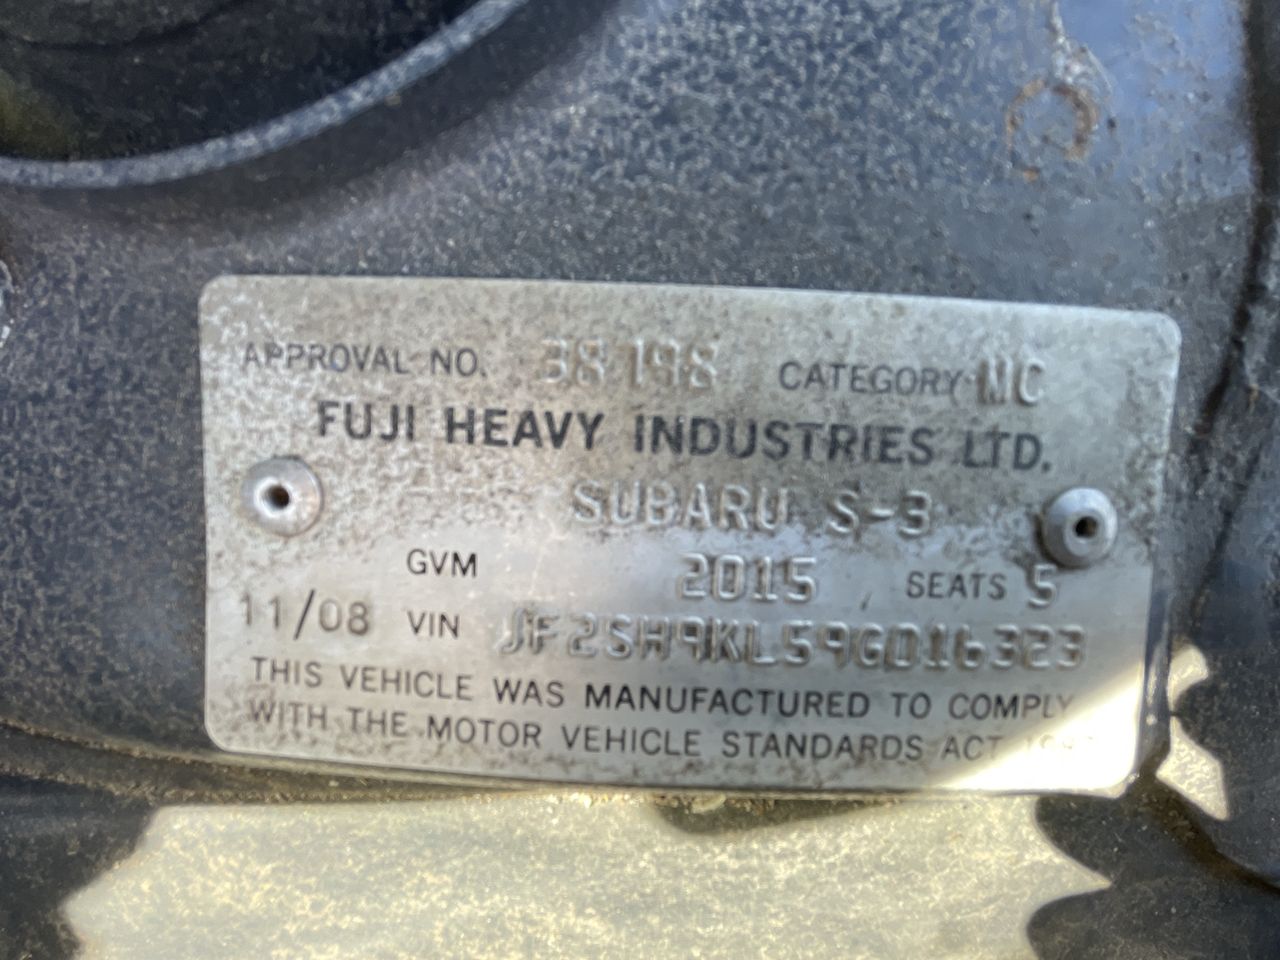 APPROVAL NO. 38798 CATEGORY MC
FUJI HEAVY INDUSTRIES LTD.
SUBARU S-3
GVM 2015 SEATS 5
11/08 VIN JF2SH9KL59G016323
THIS VEHICLE WAS MANUFACTURED TO COMPLY
WITH THE MOTOR VEHICLE STANDARDS ACT